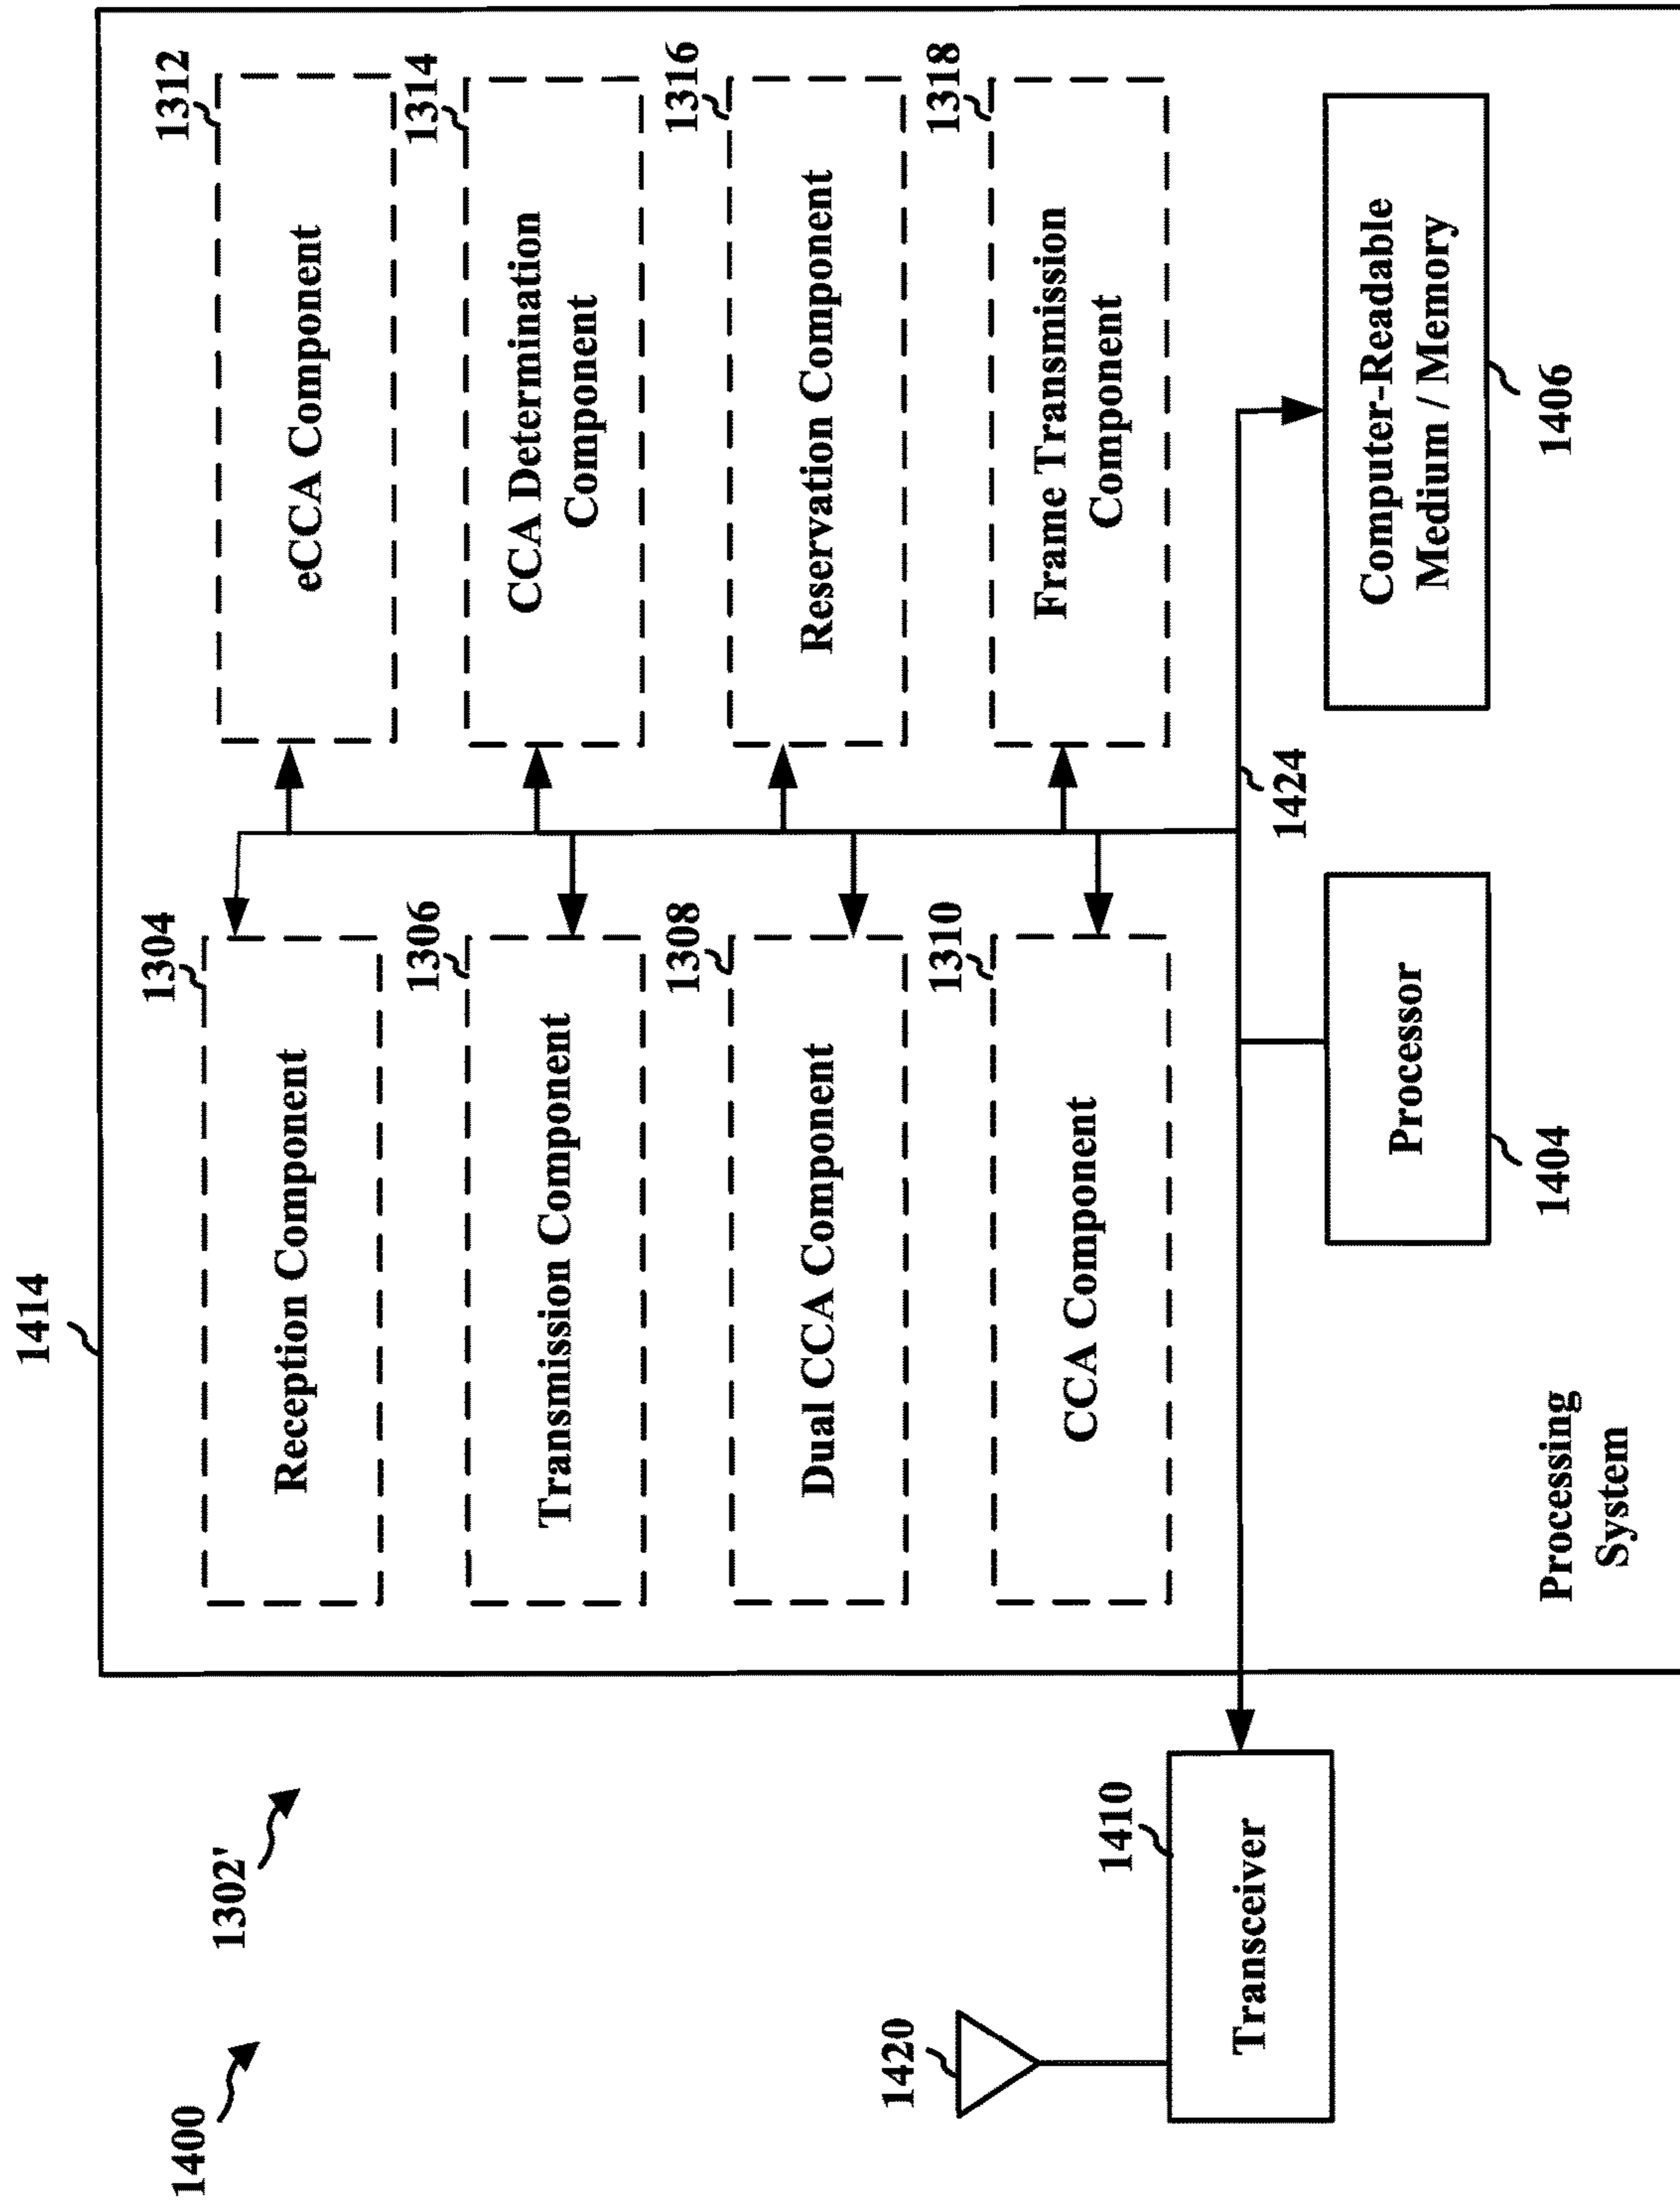 1400
1302'
1414
1304
Reception Component
1312
eCCA Component
1306
Transmission Component
1314
CCA Determination
Component
1308
Dual CCA Component
1316
Reservation Component
1310
CCA Component
1318
Frame Transmission
Component
1420
1410
Transceiver
1424
Processor
1404
Computer-Readable
Medium / Memory
1406
Processing
System